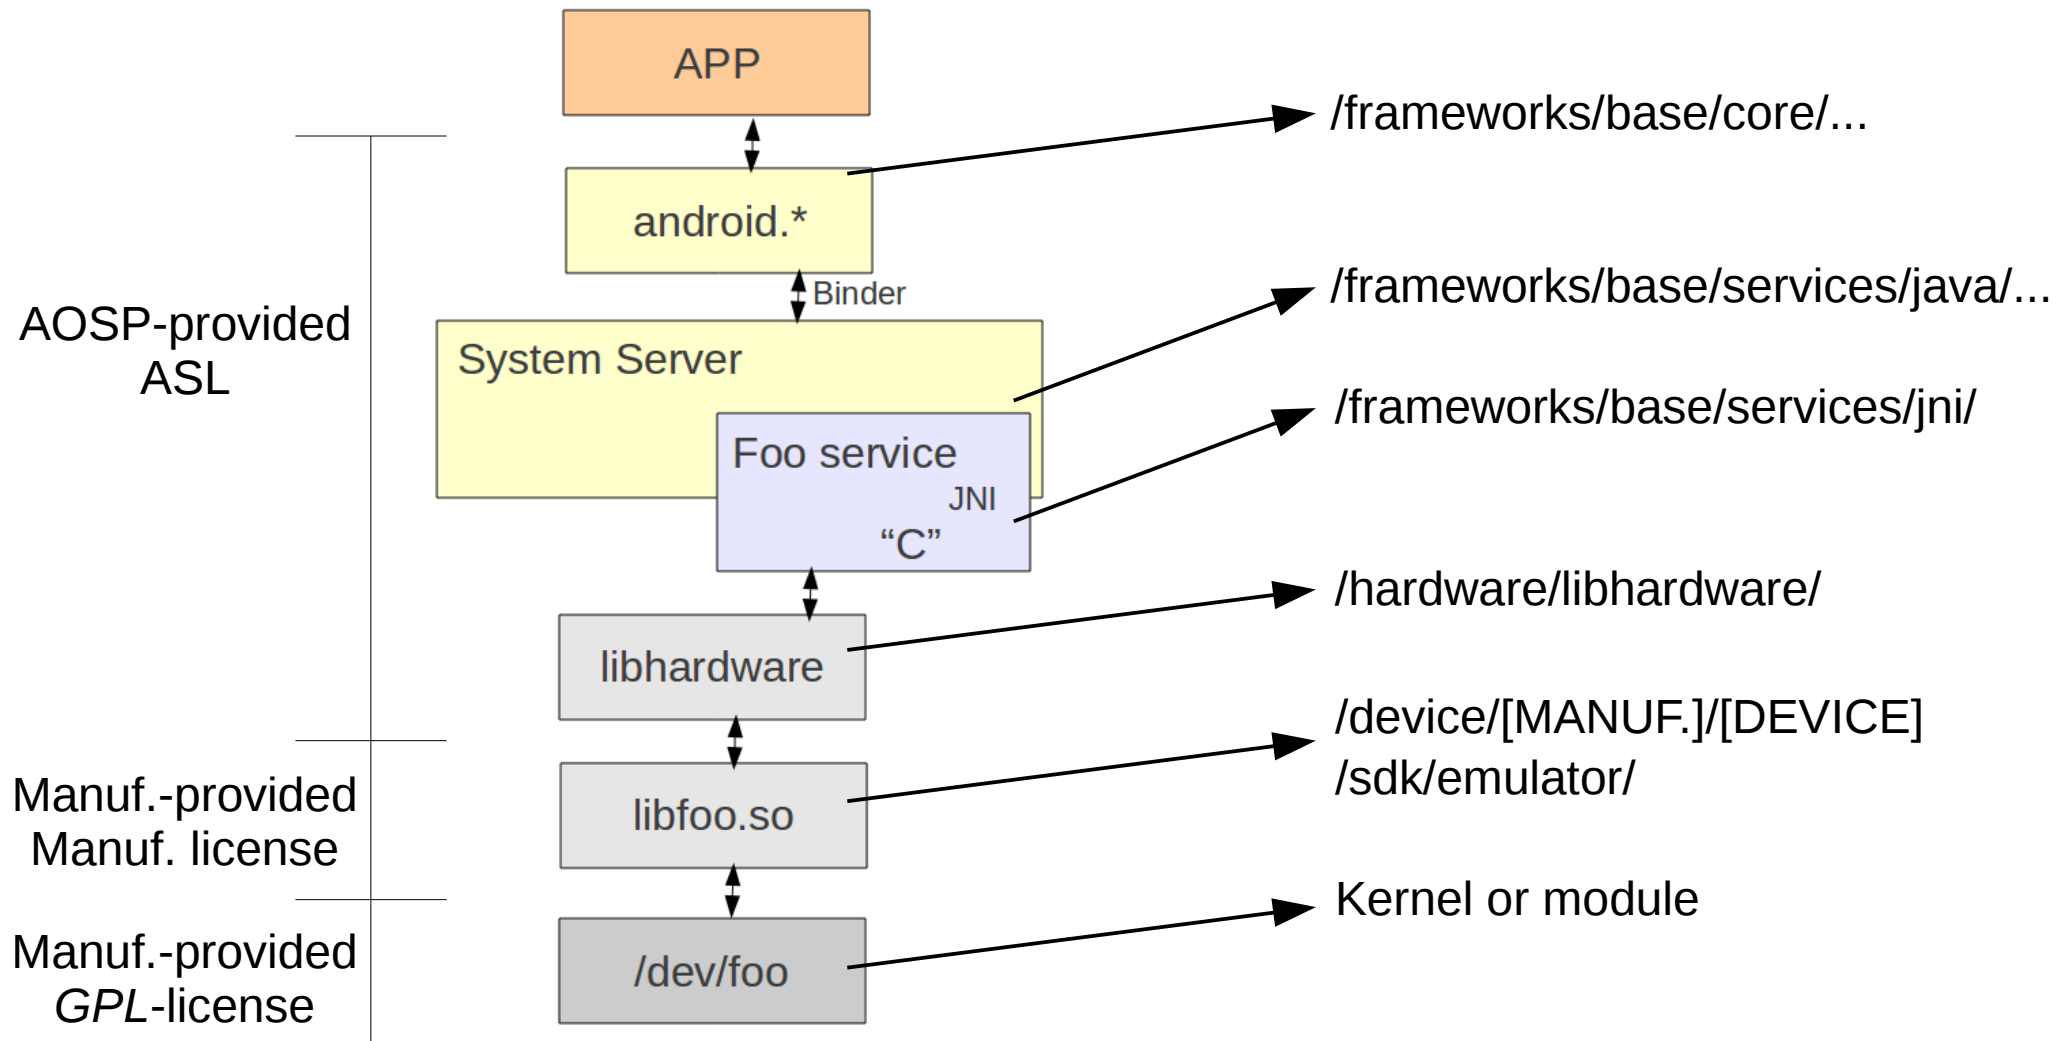 APP
/frameworks/base/core/...
android.*
Binder
/frameworks/base/services/java/...
AOSP-provided
ASL
System Server
/frameworks/base/services/jni/
Foo service
JNI
“C”
/hardware/libhardware/
libhardware
/device/[MANUF.]/[DEVICE]
/sdk/emulator/
Manuf.-provided
Manuf. license
libfoo.so
Kernel or module
Manuf.-provided
GPL-license
/dev/foo